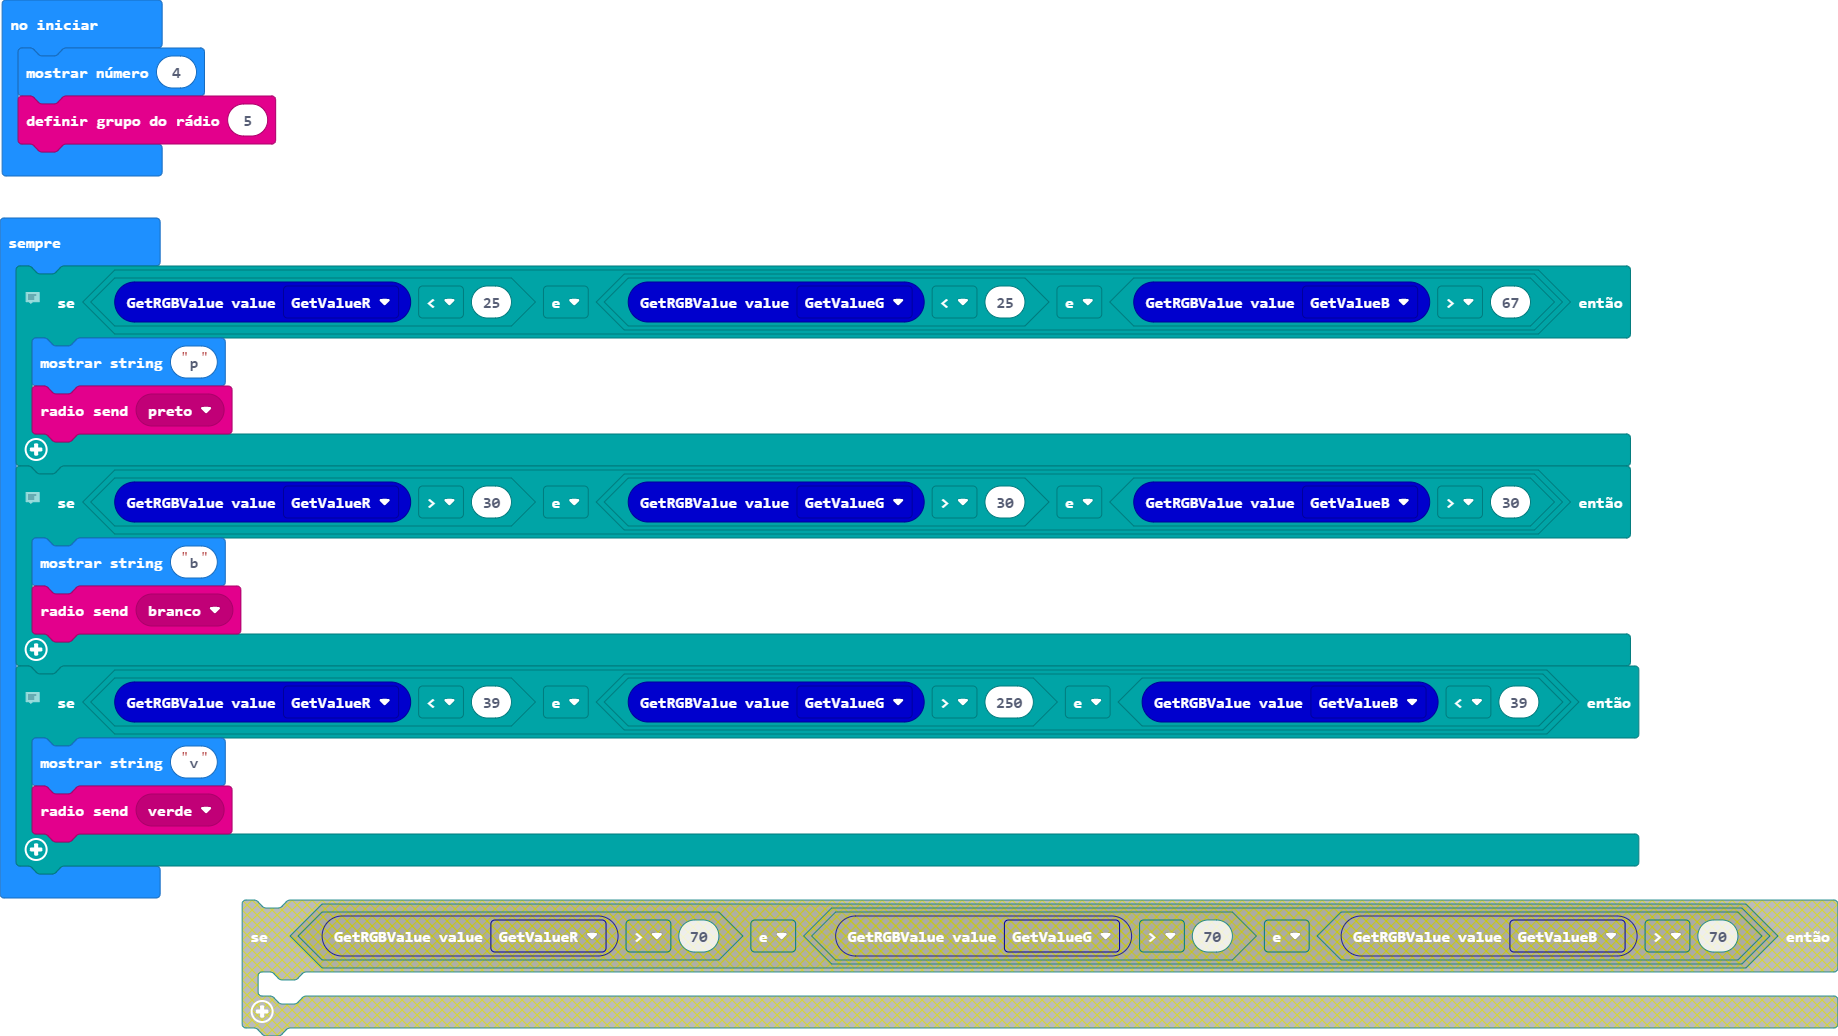 no iniciar
mostrar número 4
definir grupo do rádio 5
sempre
se GetRGBValue value GetValueR < 25 e GetRGBValue value GetValueG < 25 e GetRGBValue value GetValueB > 67 então
mostrar string "p"
radio send preto
se GetRGBValue value GetValueR > 30 e GetRGBValue value GetValueG > 30 e GetRGBValue value GetValueB > 30 então
mostrar string "b"
radio send branco
se GetRGBValue value GetValueR < 39 e GetRGBValue value GetValueG > 250 e GetRGBValue value GetValueB < 39 então
mostrar string "v"
radio send verde
se GetRGBValue value GetValueR > 70 e GetRGBValue value GetValueG > 70 e GetRGBValue value GetValueB > 70 então